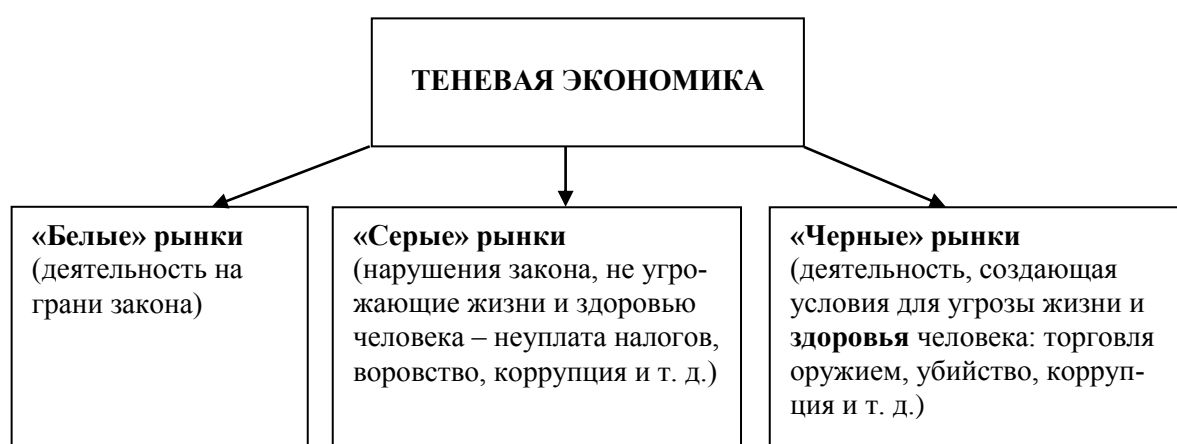 ТЕНЕВАЯ ЭКОНОМИКА
«Белые» рынки
(деятельность на
грани закона)
«Серые» рынки
(нарушения закона, не угро-
жающие жизни и здоровью
человека – неуплата налогов,
воровство, коррупция и т. д.)
«Черные» рынки
(деятельность, создающая
условия для угрозы жизни и
здоровья человека: торговля
оружием, убийство, корруп-
ция и т. д.)